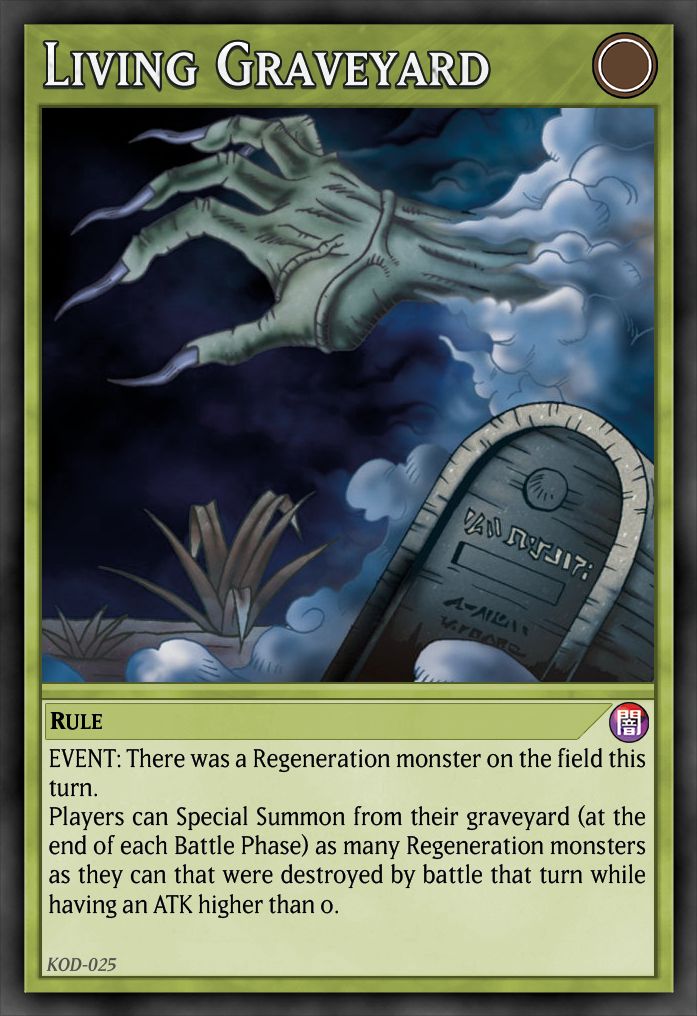 Living Graveyard
Rule
闇
EVENT: There was a Regeneration monster on the field this
turn.
Players can Special Summon from their graveyard (at the
end of each Battle Phase) as many Regeneration monsters
as they can that were destroyed by battle that turn while
having an ATK higher than 0.
KOD-025